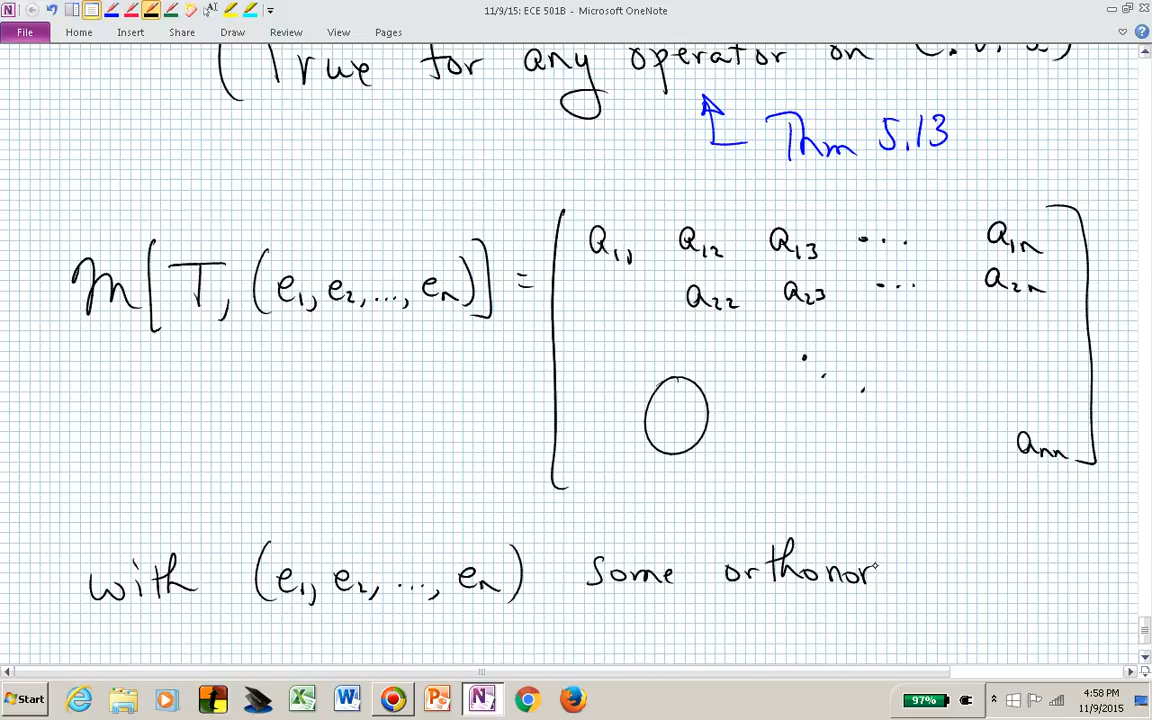 11/9/15: ECE 501B - Microsoft OneNote
File Home Insert Share Draw Review View Pages
(True for any operator on
Thm 5.13
M[T, (e₁, e₂, ..., eₙ)] = [ a₁₁ a₁₂ a₁₃ ... a₁ₙ
a₂₂ a₂₃ ... a₂ₙ
0
aₙₙ ]
with (e₁, e₂, ..., eₙ) some orthonor
Start
97%
4:58 PM
11/9/2015